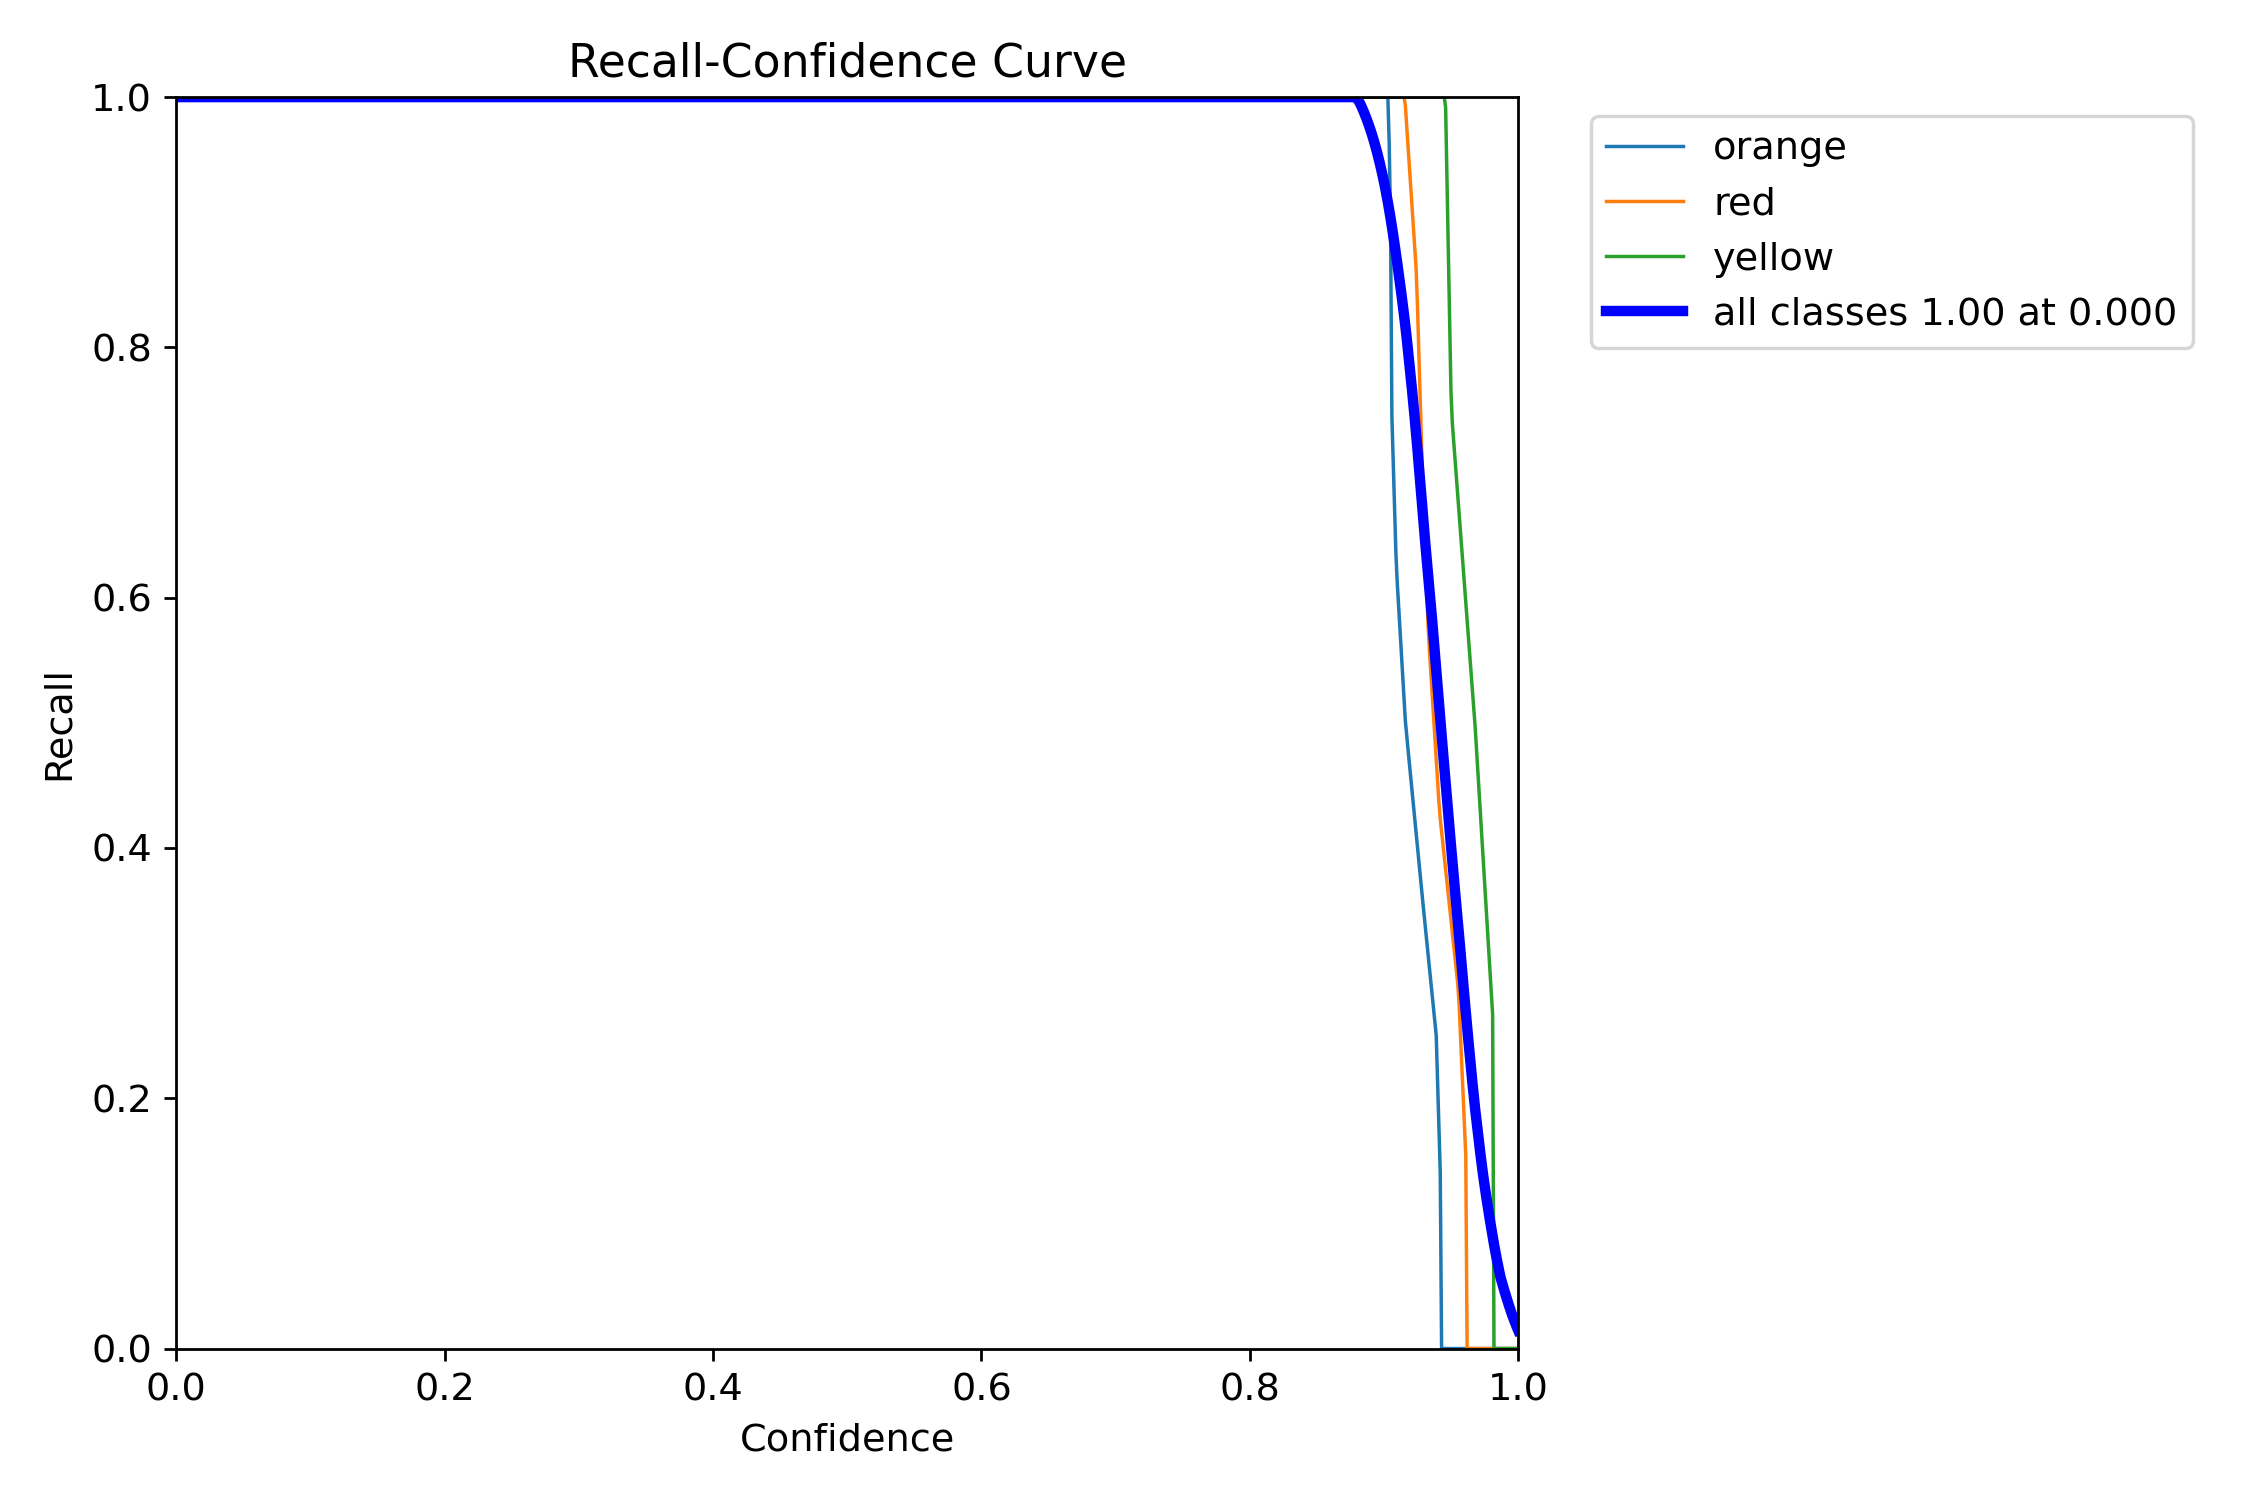 Recall-Confidence Curve
1.0
0.8
0.6
0.4
0.2
0.0
Recall
0.0 0.2 0.4 0.6 0.8 1.0
Confidence
orange
red
yellow
all classes 1.00 at 0.000